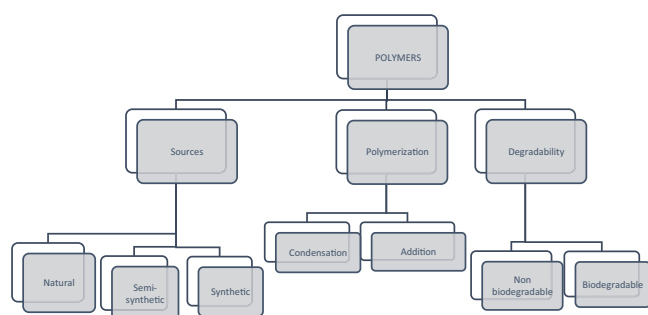 POLYMERS
Sources
Polymerization
Degradability
Natural
Semi-
synthetic
Synthetic
Condensation
Addition
Non
biodegradable
Biodegradable